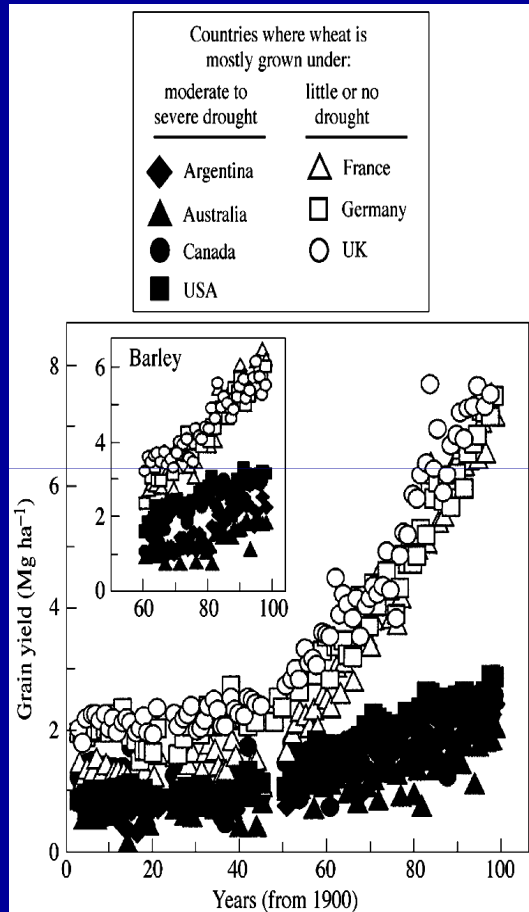 Countries where wheat is
mostly grown under:
moderate to
severe drought
little or no
drought
Argentina
Australia
Canada
USA
France
Germany
UK
Barley
6
4
2
0
60
80
100
8
6
4
2
0
0
20
40
60
80
100
Grain yield (Mg ha⁻¹)
Years (from 1900)